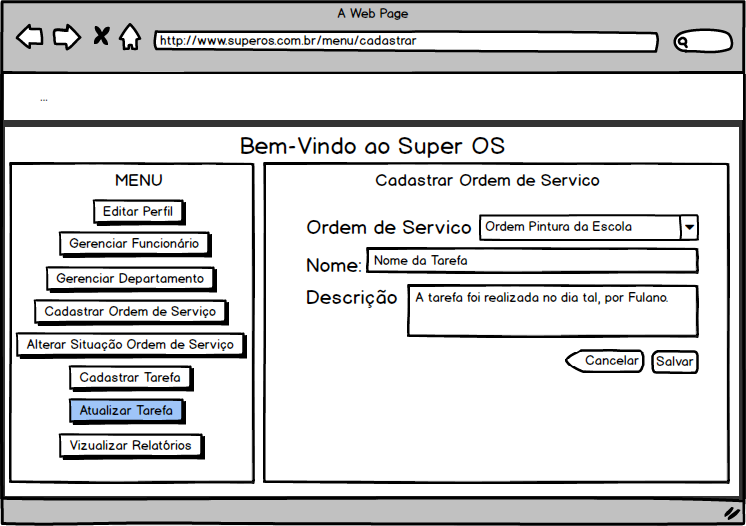 A Web Page
http://www.superos.com.br/menu/cadastrar
...
Bem-Vindo ao Super OS
MENU
Editar Perfil
Gerenciar Funcionário
Gerenciar Departamento
Cadastrar Ordem de Serviço
Alterar Situação Ordem de Serviço
Cadastrar Tarefa
Atualizar Tarefa
Vizualizar Relatórios
Cadastrar Ordem de Servico
Ordem de Servico Ordem Pintura da Escola
Nome: Nome da Tarefa
Descrição A tarefa foi realizada no dia tal, por Fulano.
Cancelar Salvar